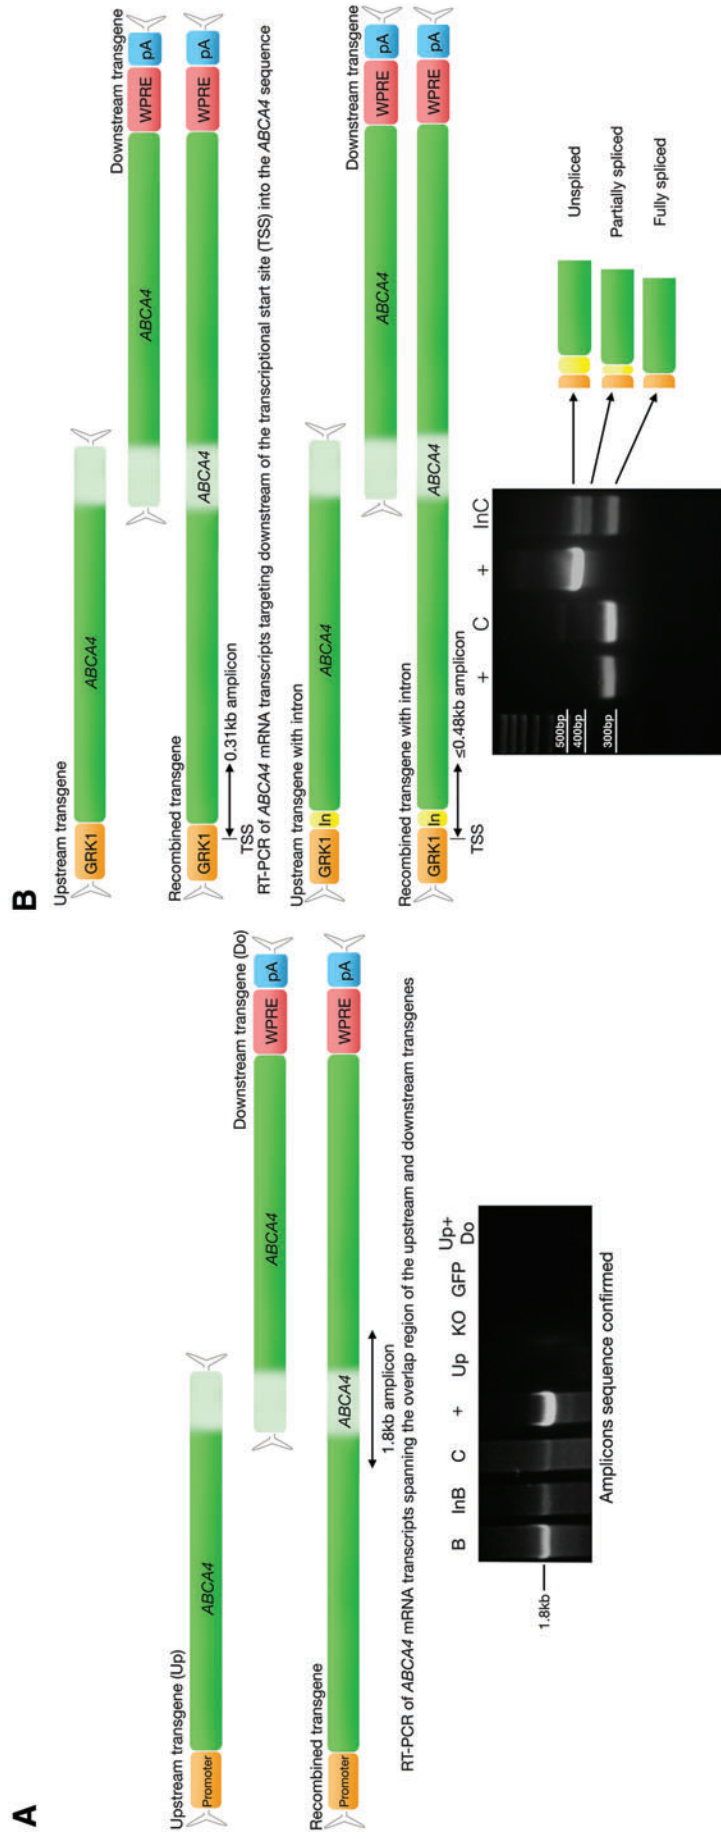 A
Upstream transgene (Up)
Promoter
ABCA4
Downstream transgene (Do)
ABCA4
WPRE
pA
Recombined transgene
Promoter
ABCA4
WPRE
pA
1.8kb amplicon
RT-PCR of ABCA4 mRNA transcripts spanning the overlap region of the upstream and downstream transgenes
B InB C + Up KO GFP Up+
Do
1.8kb
Amplicons sequence confirmed
B
Upstream transgene
GRK1
ABCA4
Downstream transgene
ABCA4
WPRE
pA
Recombined transgene
GRK1
ABCA4
WPRE
pA
TSS
0.31kb amplicon
RT-PCR of ABCA4 mRNA transcripts targeting downstream of the transcriptional start site (TSS) into the ABCA4 sequence
Upstream transgene with intron
GRK1
In
ABCA4
Downstream transgene
ABCA4
WPRE
pA
Recombined transgene with intron
GRK1
In
ABCA4
WPRE
pA
TSS
≤0.48kb amplicon
+ C + InC
500bp
400bp
300bp
Unspliced
Partially spliced
Fully spliced